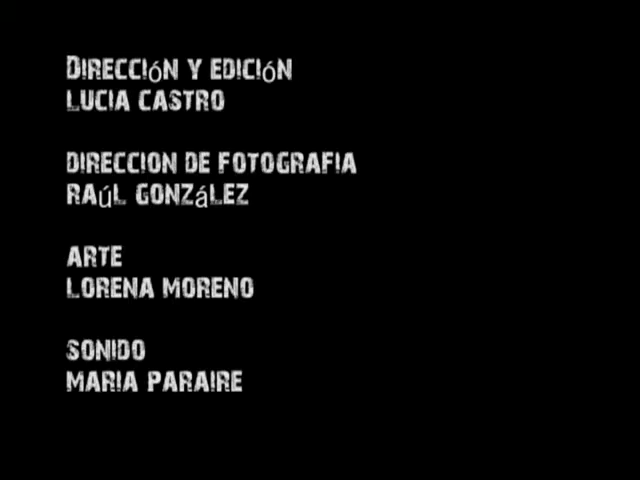 DIRECCIóN Y EDICIóN
LUCIA CASTRO
DIRECCION DE FOTOGRAFIA
RAúL GONZáLEZ
ARTE
LORENA MORENO
SONIDO
MARIA PARAIRE